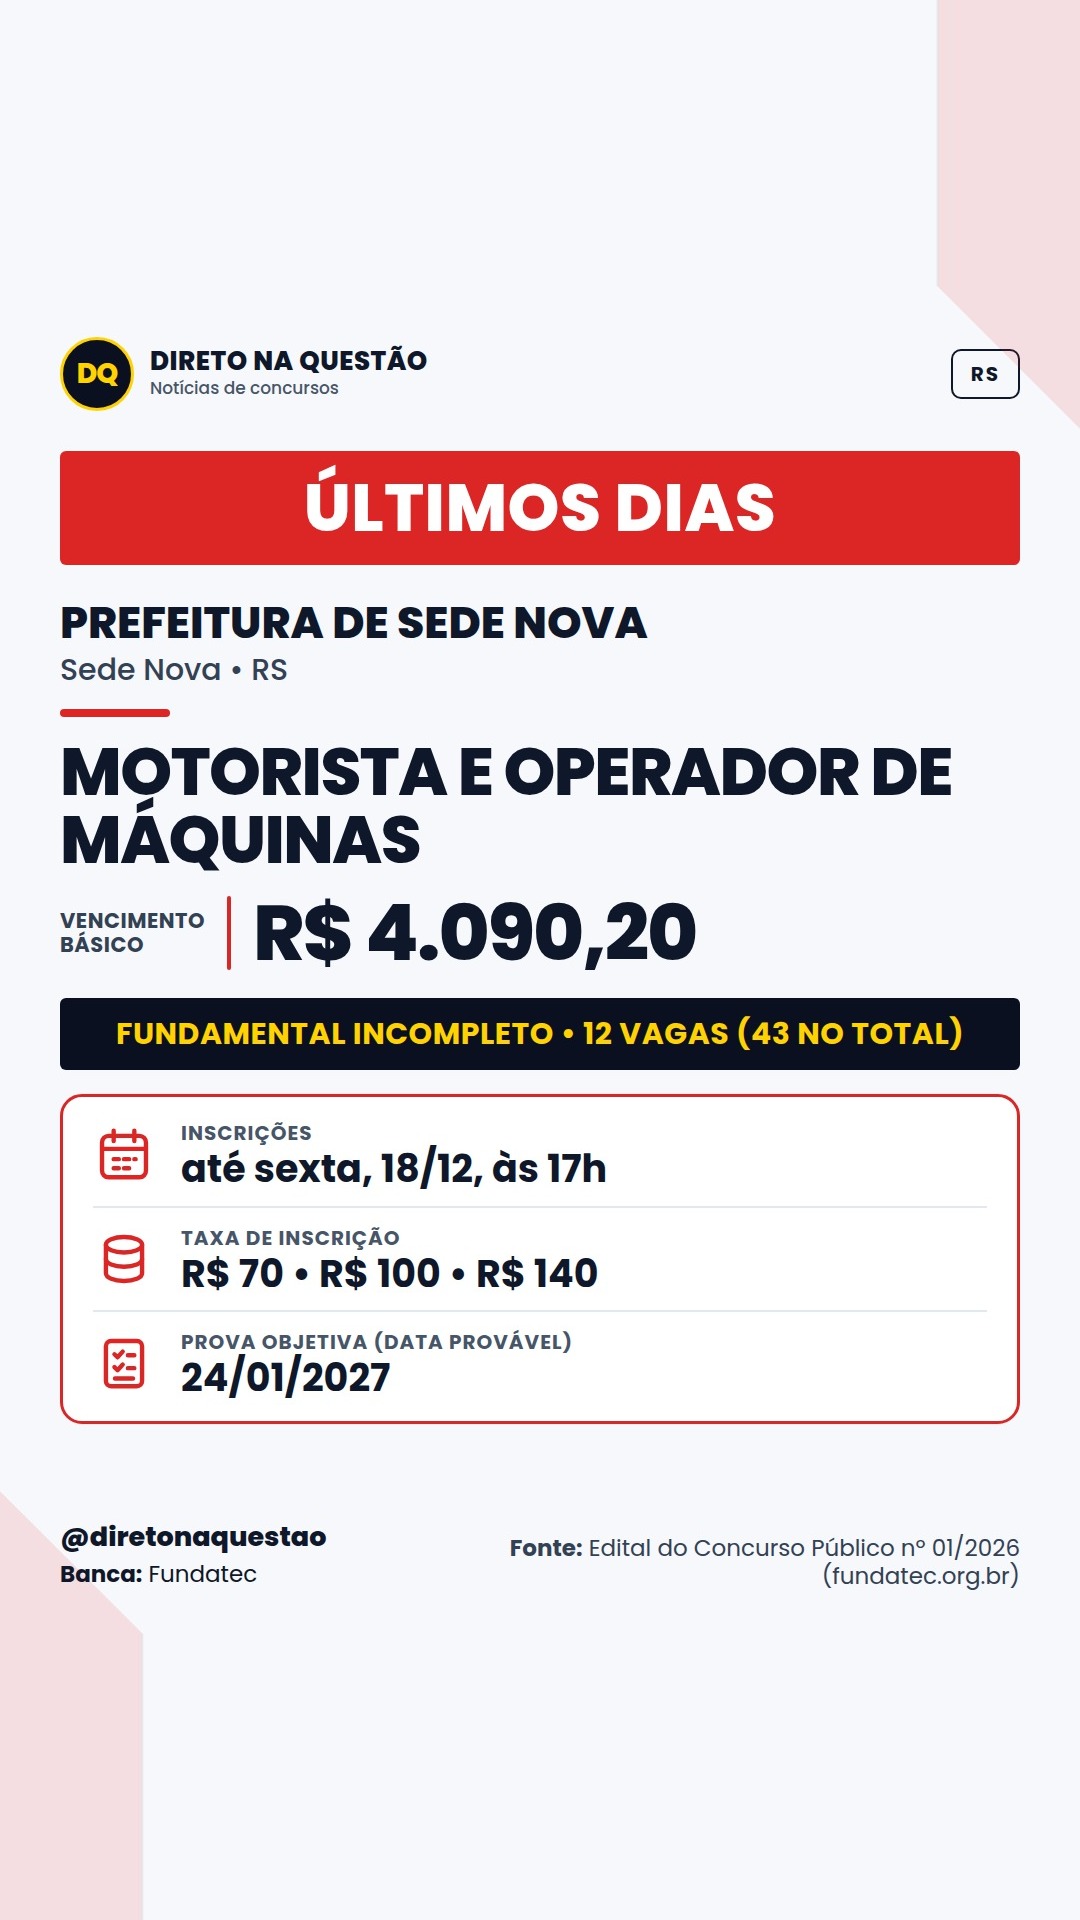 DQ
DIRETO NA QUESTÃO
Notícias de concursos
RS
ÚLTIMOS DIAS
PREFEITURA DE SEDE NOVA
Sede Nova • RS
MOTORISTA E OPERADOR DE
MÁQUINAS
VENCIMENTO
BÁSICO
R$ 4.090,20
FUNDAMENTAL INCOMPLETO • 12 VAGAS (43 NO TOTAL)
INSCRIÇÕES
até sexta, 18/12, às 17h
TAXA DE INSCRIÇÃO
R$ 70 • R$ 100 • R$ 140
PROVA OBJETIVA (DATA PROVÁVEL)
24/01/2027
@diretonaquestao
Banca: Fundatec
Fonte: Edital do Concurso Público nº 01/2026
(fundatec.org.br)